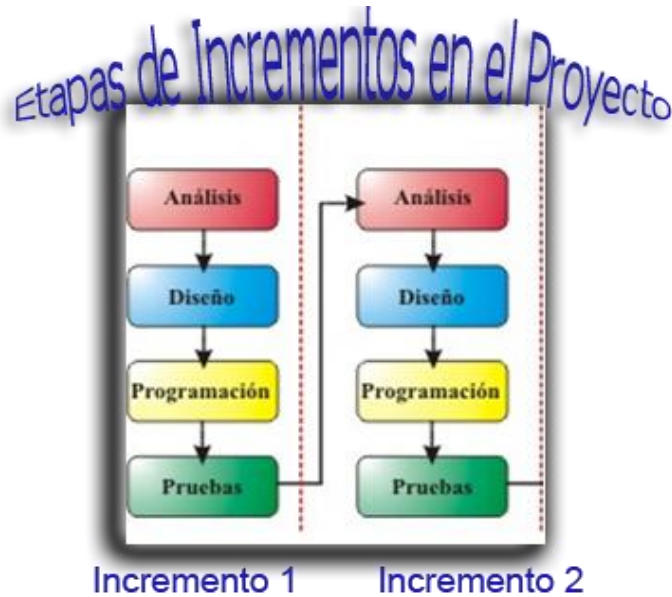 Etapas de Incrementos en el Proyecto
Análisis
Diseño
Programación
Pruebas
Análisis
Diseño
Programación
Pruebas
Incremento 1
Incremento 2